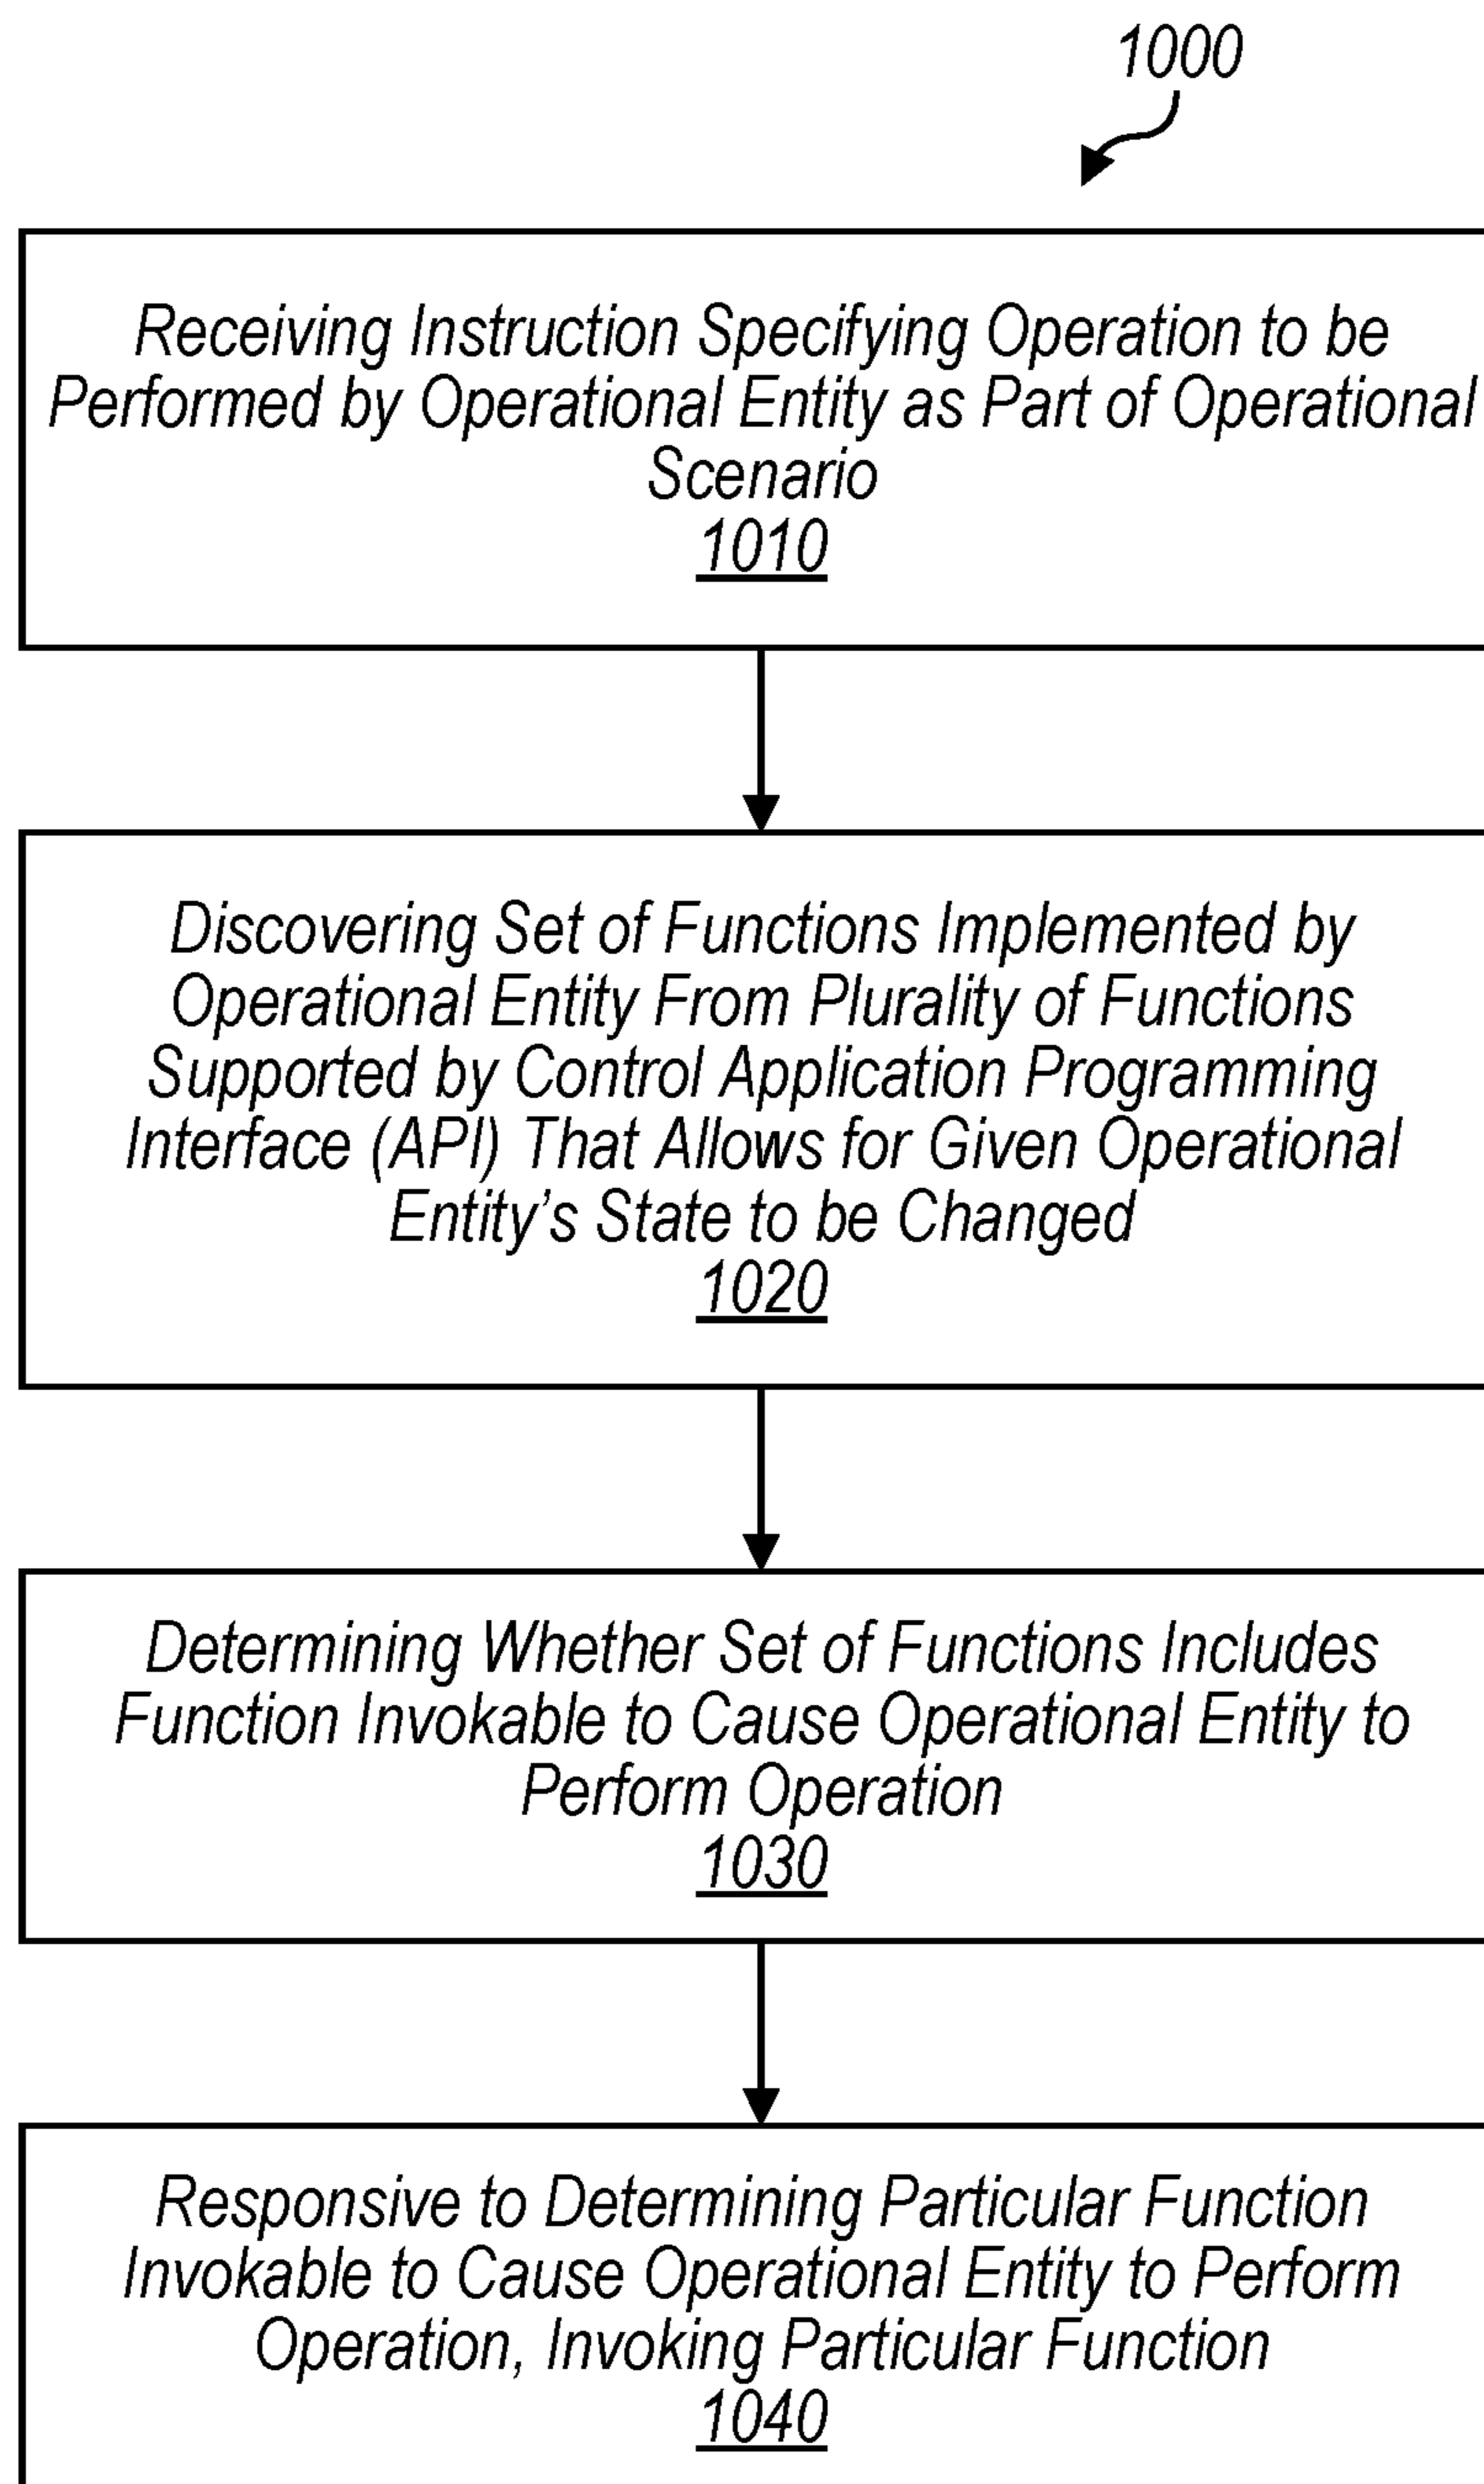 1000
Receiving Instruction Specifying Operation to be
Performed by Operational Entity as Part of Operational
Scenario
1010
Discovering Set of Functions Implemented by
Operational Entity From Plurality of Functions
Supported by Control Application Programming
Interface (API) That Allows for Given Operational
Entity's State to be Changed
1020
Determining Whether Set of Functions Includes
Function Invokable to Cause Operational Entity to
Perform Operation
1030
Responsive to Determining Particular Function
Invokable to Cause Operational Entity to Perform
Operation, Invoking Particular Function
1040